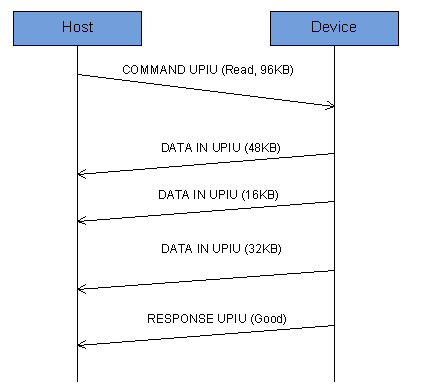 Host
Device
COMMAND UPIU (Read, 96KB)
DATA IN UPIU (48KB)
DATA IN UPIU (16KB)
DATA IN UPIU (32KB)
RESPONSE UPIU (Good)